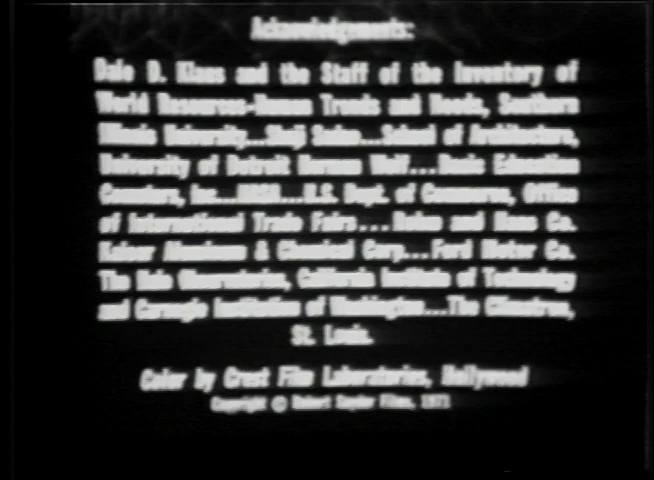 Acknowledgments:
Dale D. Klaus and the Staff of the Inventory of
World Resources-Human Trends and Needs, Southern
Illinois University...Shoji Sadao...School of Architecture,
University of Detroit Herman Wolf...Basic Education
Computers, Inc...NASA...U.S. Dept. of Commerce, Office
of International Trade Fairs...Rohm and Haas Co.
Kaiser Aluminum & Chemical Corp...Ford Motor Co.
The Hale Observatories, California Institute of Technology
and Carnegie Institution of Washington...The Climatron,
St. Louis.
Color by Crest Film Laboratories, Hollywood
Copyright © Robert Snyder Films, 1971